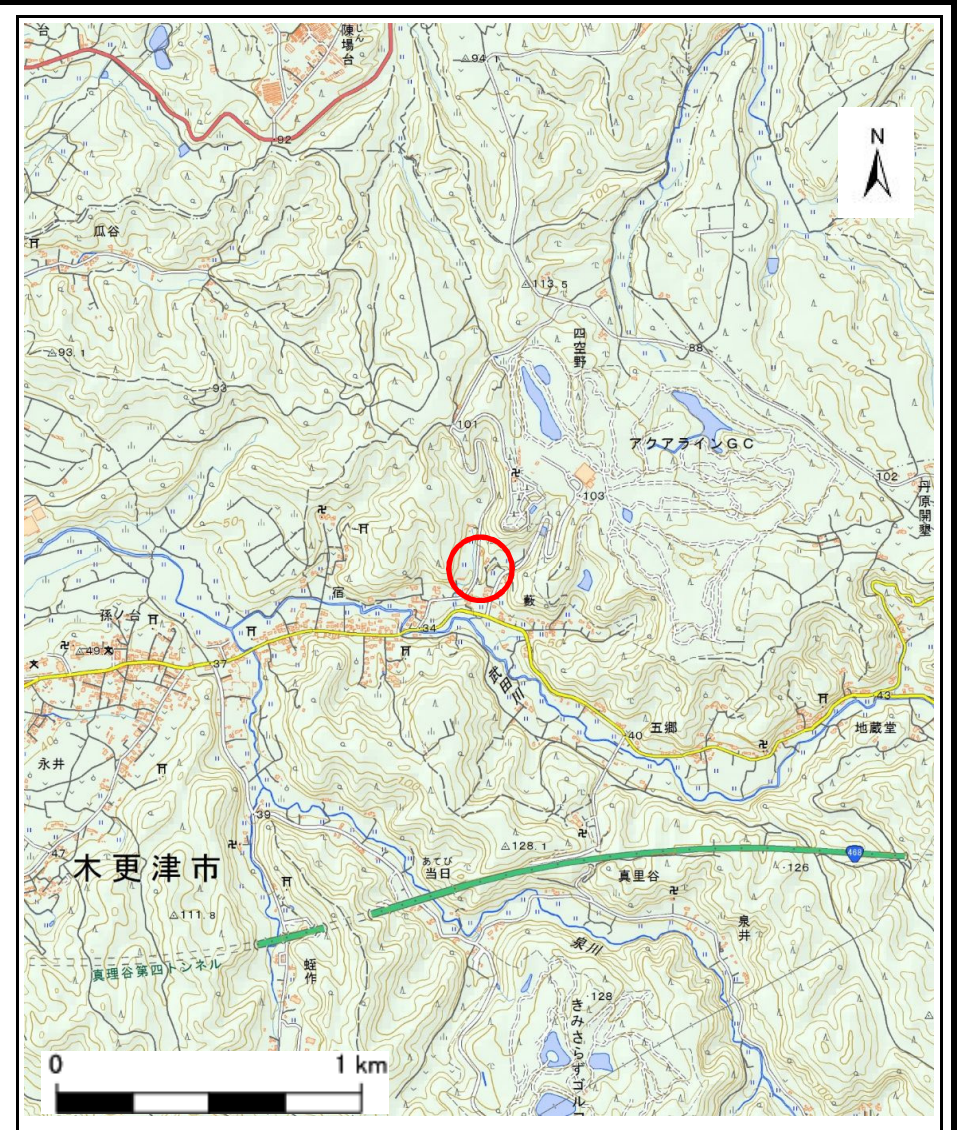 台
陣場台
じん
94.1
92
N
瓜谷
113.5
四空野
93.1
88
93
101
アクアラインGC
102
103
丹原開墾
50
宿
藪
孫ノ台
34
49
37
武田川
43
五郷
地蔵堂
40
永井
39
128.1
47
木更津市
あてび
当日
468
126
真里谷
111.8
泉井
泉川
真理谷第四トンネル
蛭作
128
きみさらずゴルフ
0
1 km